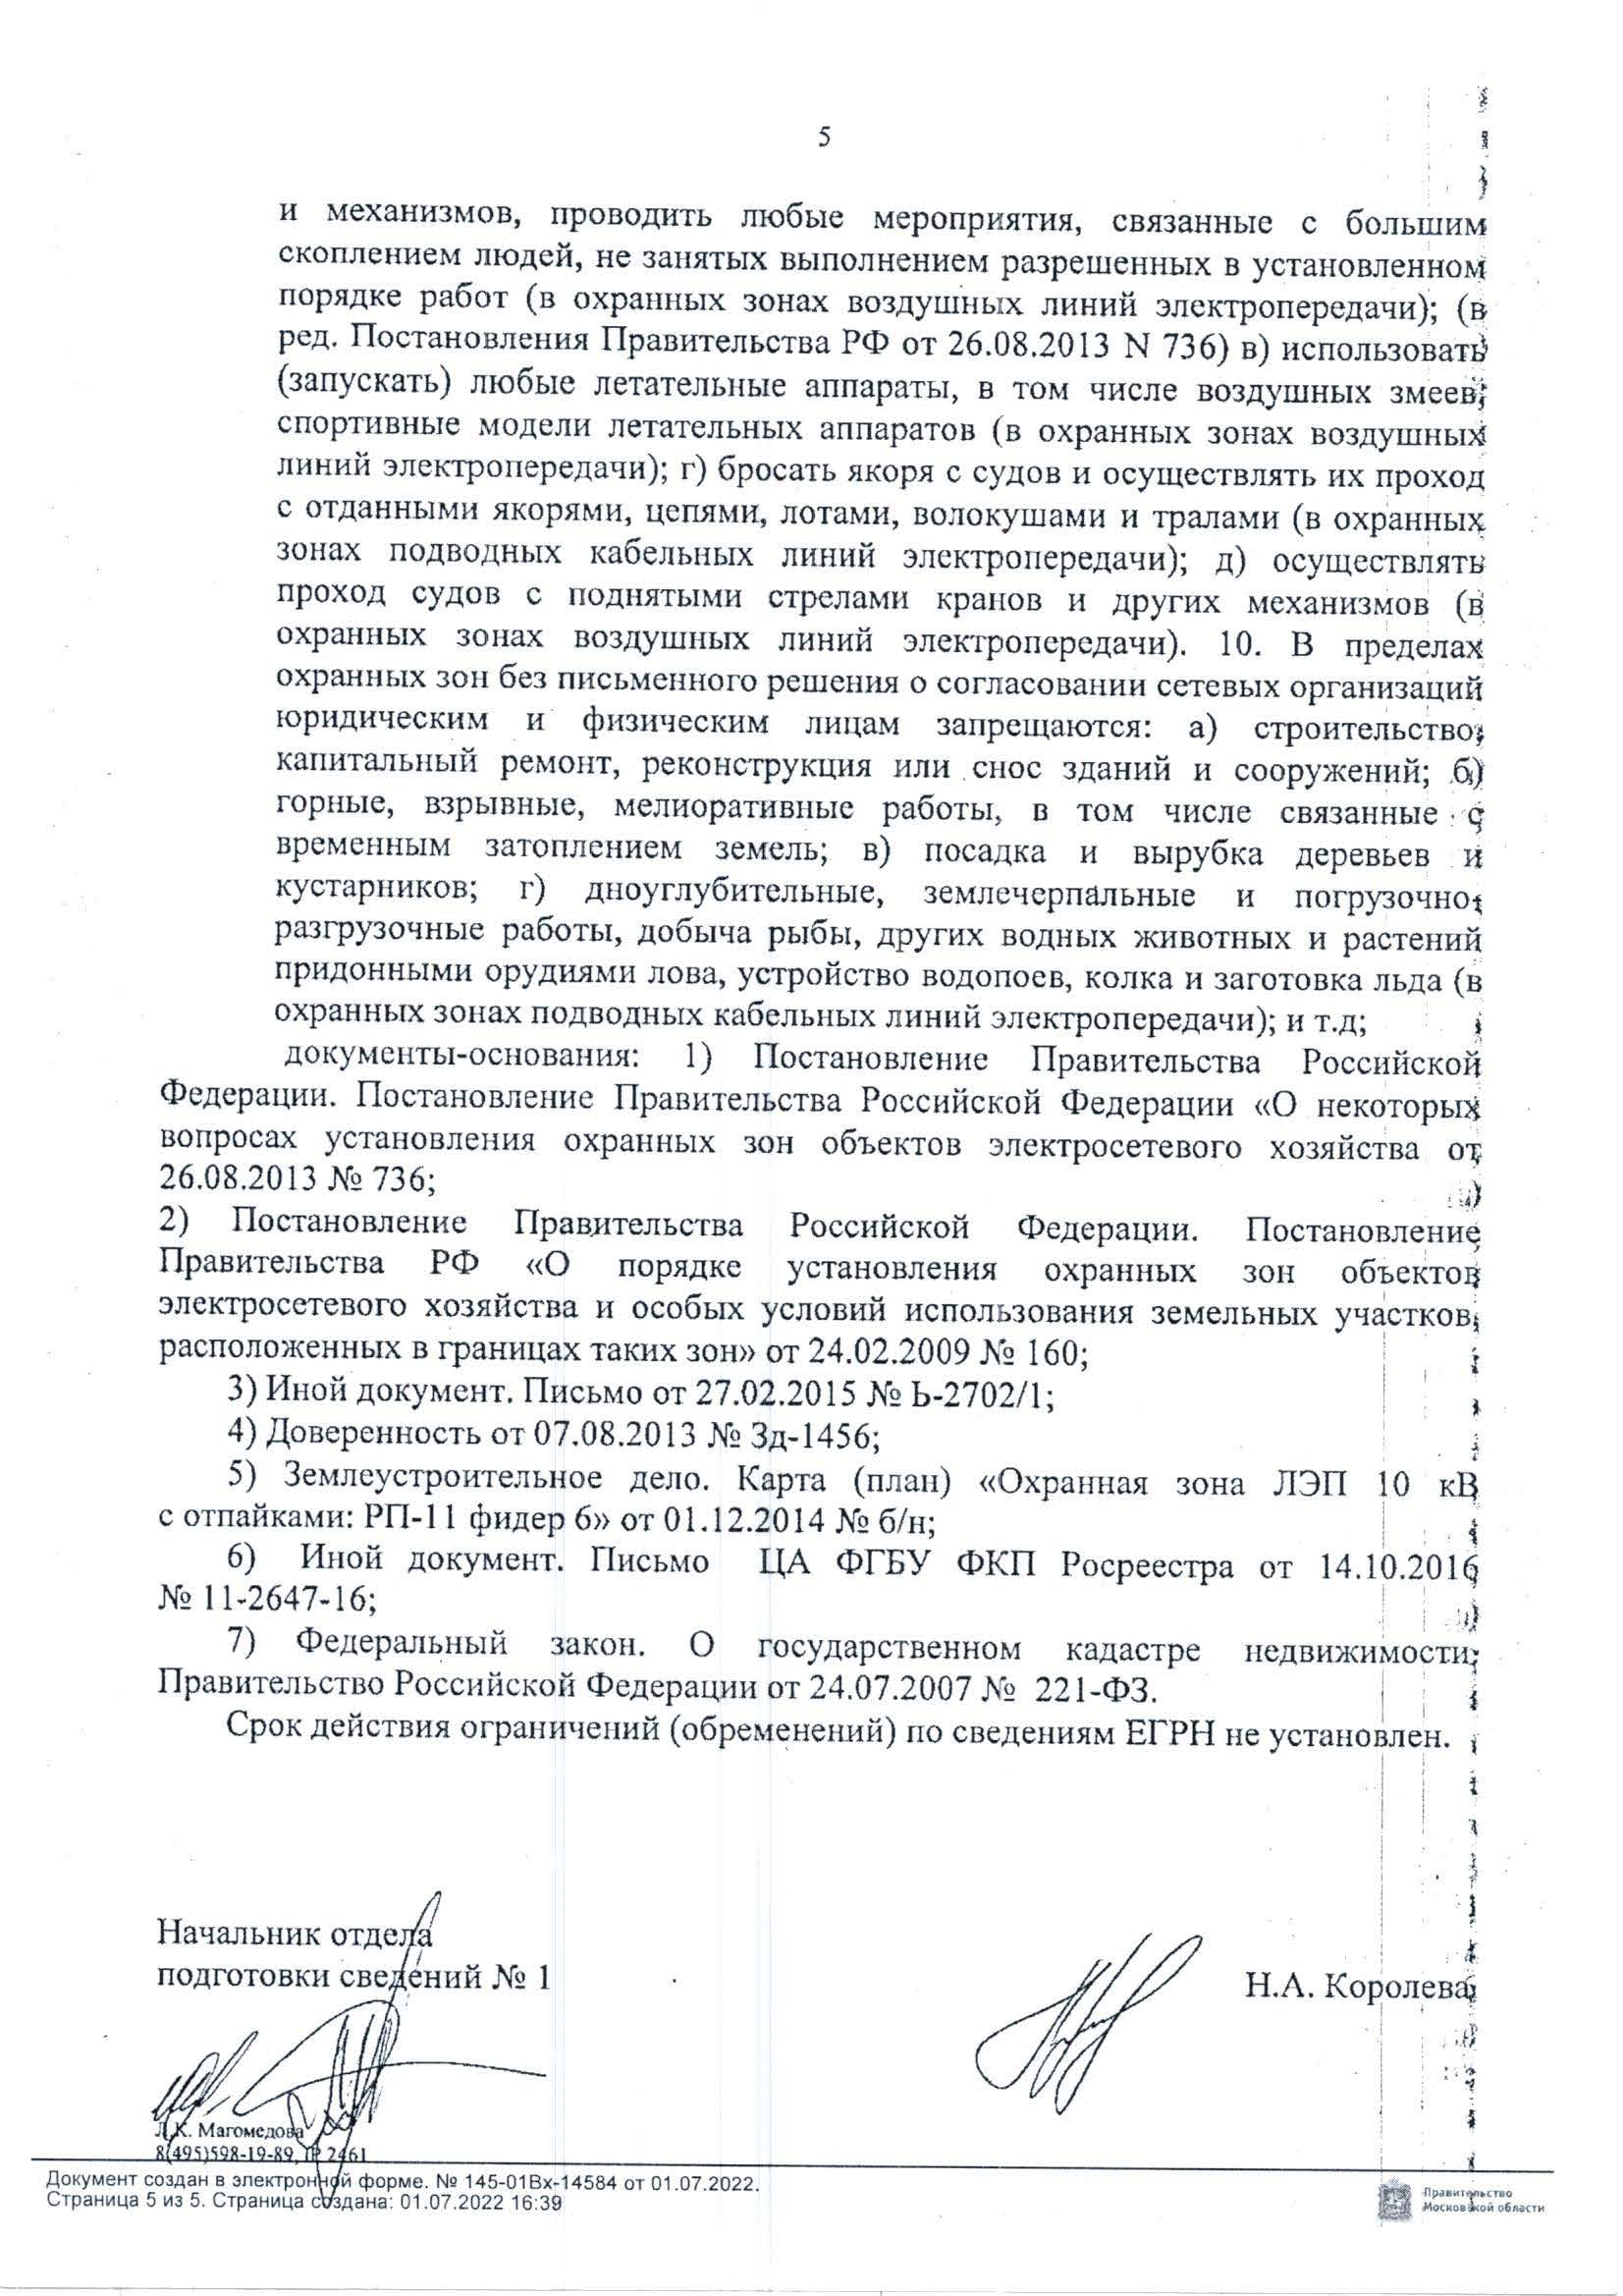 5
и механизмов, проводить любые мероприятия, связанные с большим
скоплением людей, не занятых выполнением разрешенных в установленном
порядке работ (в охранных зонах воздушных линий электропередачи); (в
ред. Постановления Правительства РФ от 26.08.2013 N 736) в) использовать
(запускать) любые летательные аппараты, в том числе воздушных змеев,
спортивные модели летательных аппаратов (в охранных зонах воздушных
линий электропередачи); г) бросать якоря с судов и осуществлять их проход
с отданными якорями, цепями, лотами, волокушами и тралами (в охранных
зонах подводных кабельных линий электропередачи); д) осуществлять
проход судов с поднятыми стрелами кранов и других механизмов (в
охранных зонах воздушных линий электропередачи). 10. В пределах
охранных зон без письменного решения о согласовании сетевых организаций
юридическим и физическим лицам запрещаются: а) строительство,
капитальный ремонт, реконструкция или снос зданий и сооружений; б)
горные, взрывные, мелиоративные работы, в том числе связанные с
временным затоплением земель; в) посадка и вырубка деревьев и
кустарников; г) дноуглубительные, землечерпальные и погрузочно-
разгрузочные работы, добыча рыбы, других водных животных и растений
придонными орудиями лова, устройство водопоев, колка и заготовка льда (в
охранных зонах подводных кабельных линий электропередачи); и т.д;
документы-основания: 1) Постановление Правительства Российской
Федерации. Постановление Правительства Российской Федерации «О некоторых
вопросах установления охранных зон объектов электросетевого хозяйства от
26.08.2013 № 736;
2) Постановление Правительства Российской Федерации. Постановление
Правительства РФ «О порядке установления охранных зон объектов
электросетевого хозяйства и особых условий использования земельных участков,
расположенных в границах таких зон» от 24.02.2009 № 160;
3) Иной документ. Письмо от 27.02.2015 № Ь-2702/1;
4) Доверенность от 07.08.2013 № Зд-1456;
5) Землеустроительное дело. Карта (план) «Охранная зона ЛЭП 10 кВ
с отпайками: РП-11 фидер 6» от 01.12.2014 № б/н;
6) Иной документ. Письмо ЦА ФГБУ ФКП Росреестра от 14.10.2016
№ 11-2647-16;
7) Федеральный закон. О государственном кадастре недвижимости,
Правительство Российской Федерации от 24.07.2007 № 221-ФЗ.
Срок действия ограничений (обременений) по сведениям ЕГРН не установлен.
Начальник отдела
подготовки сведений № 1
Н.А. Королева
Л.К. Магомедова
8(495)598-19-89, IP 2461
Документ создан в электронной форме. № 145-01Вх-14584 от 01.07.2022.
Страница 5 из 5. Страница создана: 01.07.2022 16:39
Правительство
Московской области